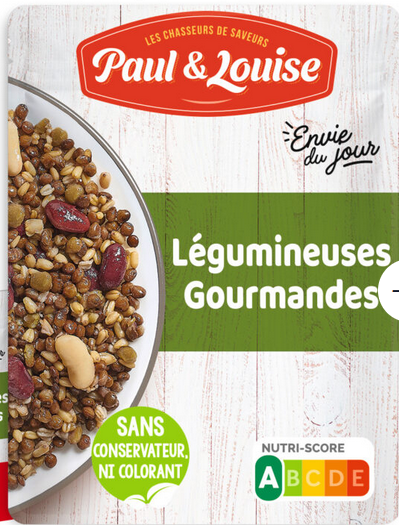 LES CHASSEURS DE SAVEURS
Paul & Louise
Envie
du jour
Légumineuses
Gourmandes
SANS
CONSERVATEUR,
NI COLORANT
NUTRI-SCORE
A B C D E